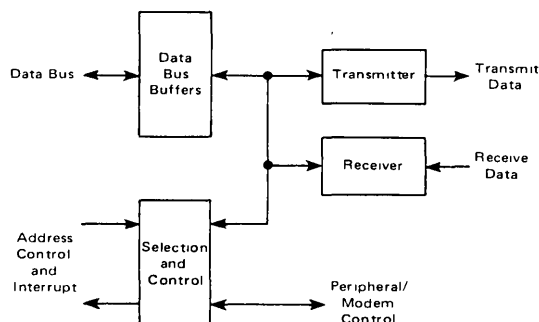 Data Bus
Data
Bus
Buffers
Transmitter
Transmit
Data
Receiver
Receive
Data
Address
Control
and
Interrupt
Selection
and
Control
Peripheral/
Modem
Control